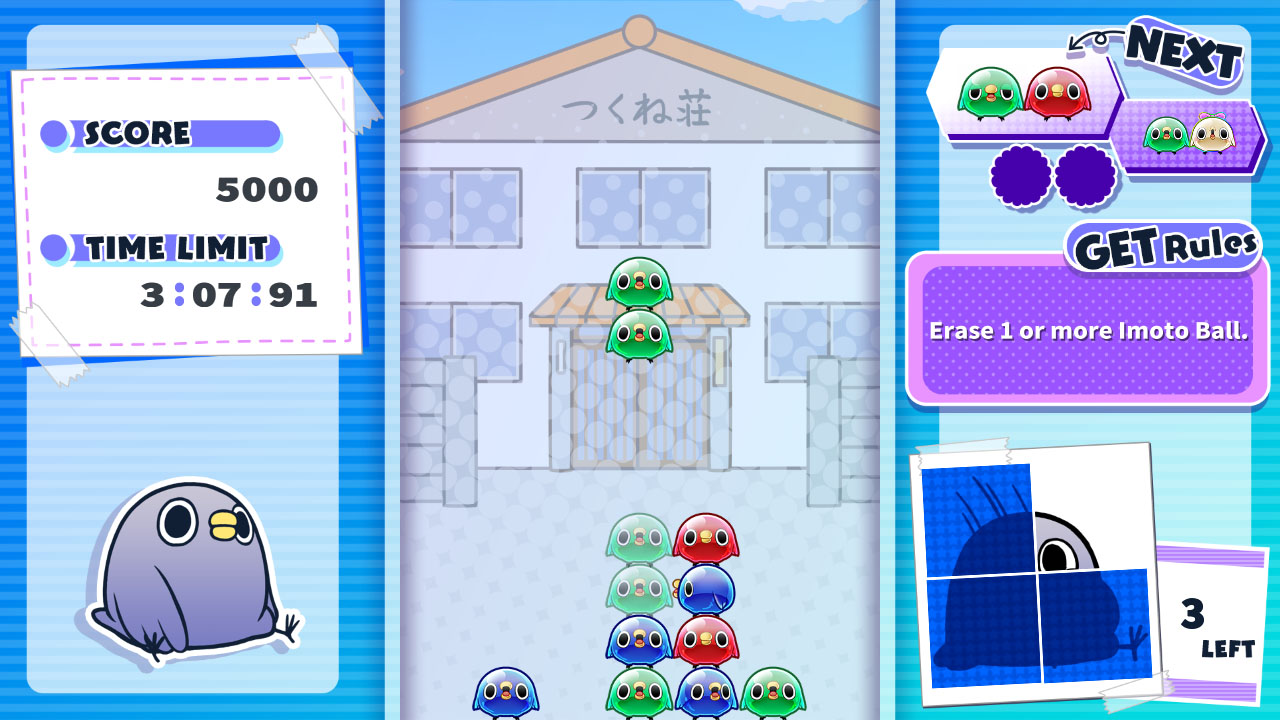 SCORE
5000
TIME LIMIT
3:07:91
つくね荘
NEXT
GET Rules
Erase 1 or more Imoto Ball.
3
LEFT